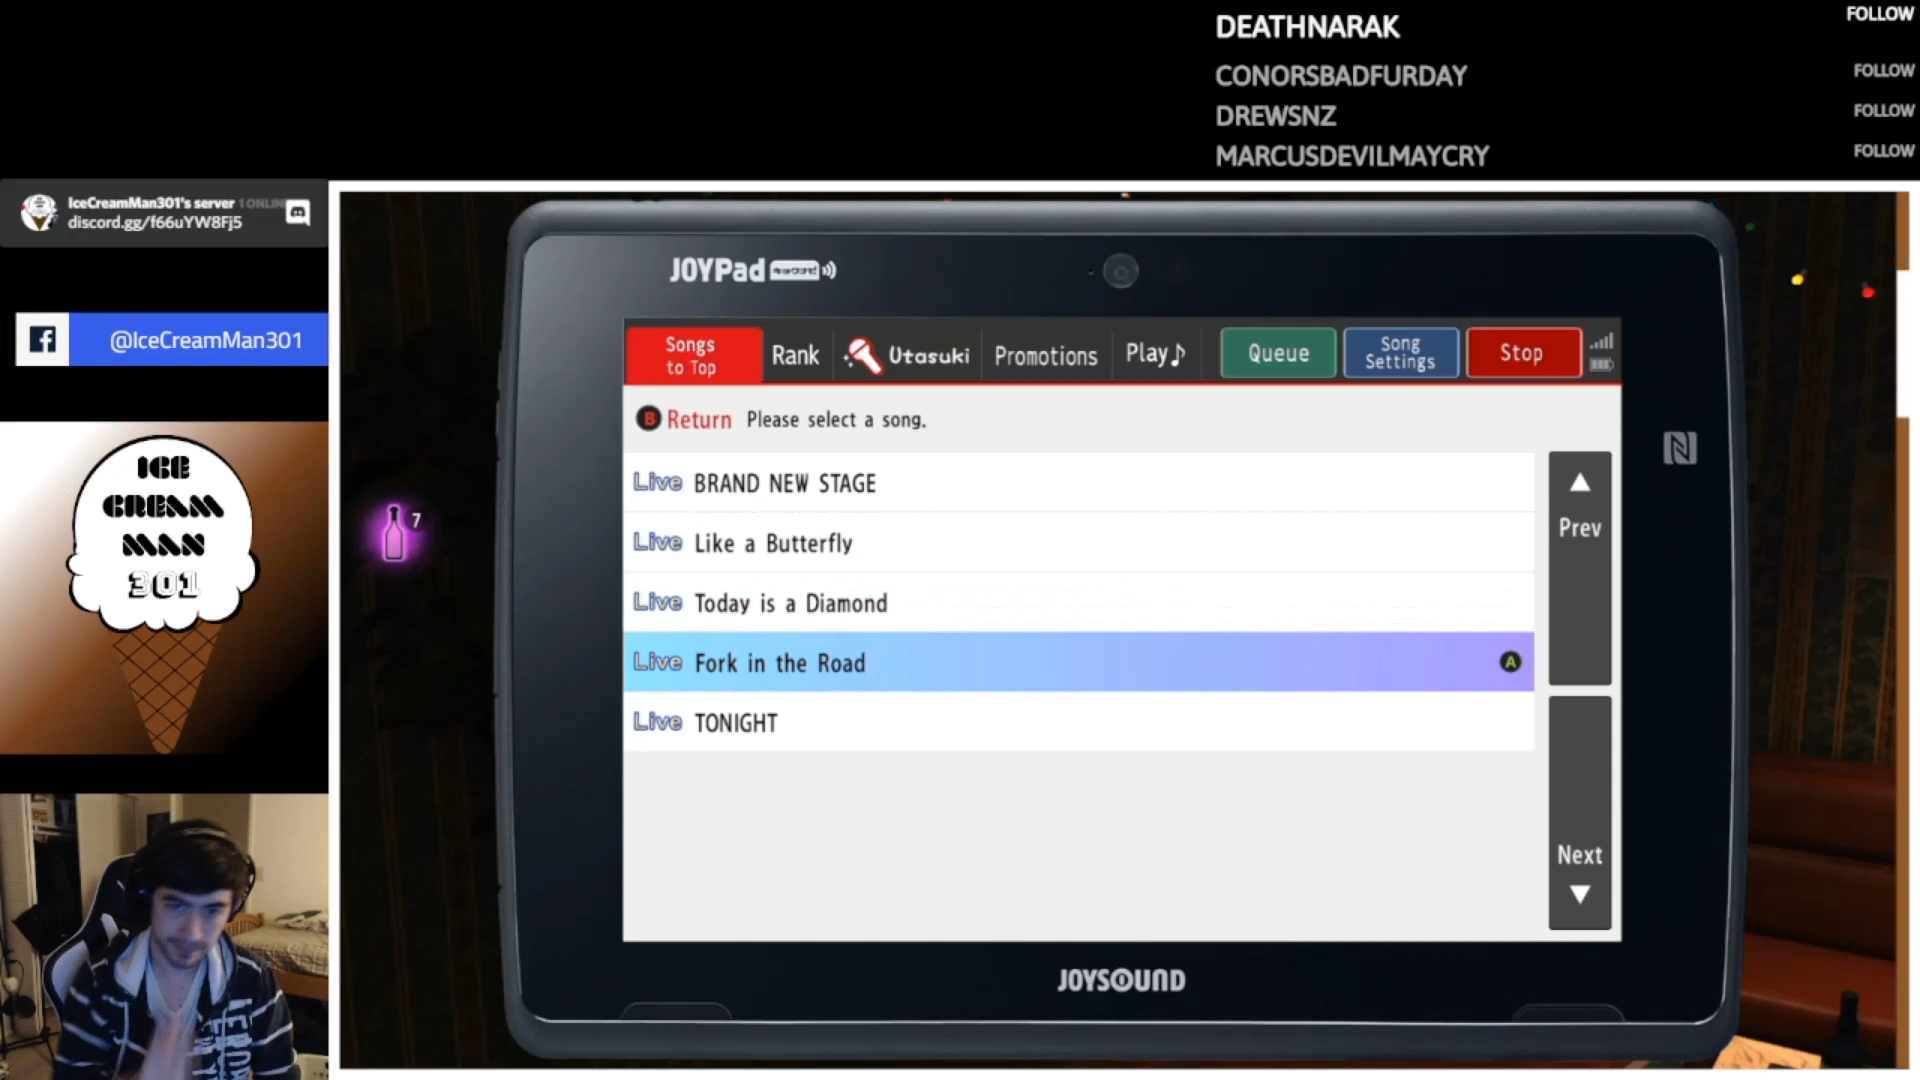 DEATHNARAK FOLLOW
CONORSBADFURDAY FOLLOW
DREWSNZ FOLLOW
MARCUSDEVILMAYCRY FOLLOW
IceCreamMan301's server 1 ONLINE
discord.gg/f66uYW8Fj5
@IceCreamMan301
ICE
CREAM
MAN
301
7
JOYPad
Songs to Top
Rank
Utasuki
Promotions
Play♪
Queue
Song Settings
Stop
B Return Please select a song.
Live BRAND NEW STAGE
Live Like a Butterfly
Live Today is a Diamond
Live Fork in the Road A
Live TONIGHT
Prev
Next
JOYSOUND